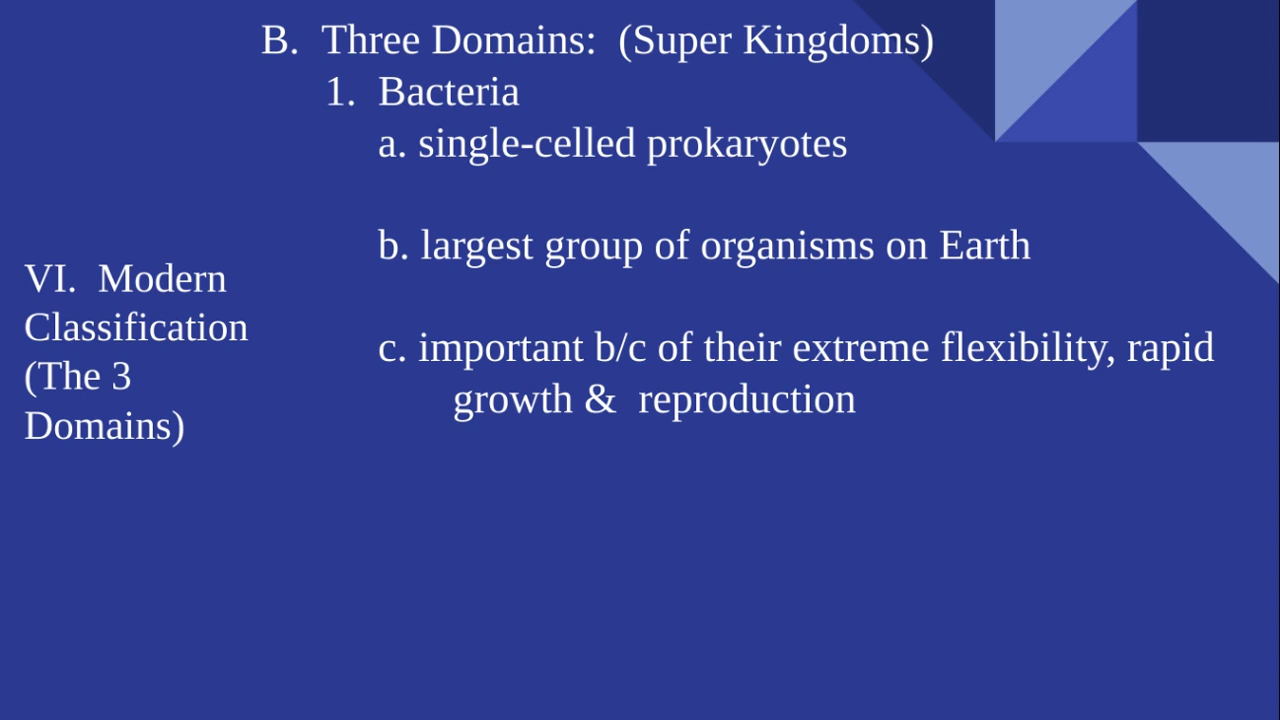 B. Three Domains: (Super Kingdoms)
1. Bacteria
a. single-celled prokaryotes
b. largest group of organisms on Earth
c. important b/c of their extreme flexibility, rapid
growth & reproduction
VI. Modern
Classification
(The 3
Domains)